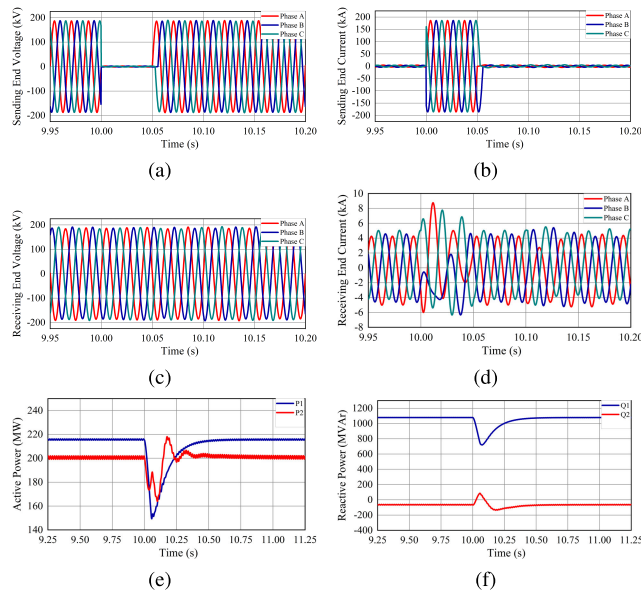 Sending End Voltage (kV)
200
100
0
-100
-200
9.95 10.00 10.05 10.10 10.15 10.20
Time (s)
Phase A
Phase B
Phase C
(a)
Sending End Current (kA)
200
150
100
50
0
-50
-100
-150
-200
9.95 10.00 10.05 10.10 10.15 10.20
Time (s)
Phase A
Phase B
Phase C
(b)
Receiving End Voltage (kV)
200
100
0
-100
-200
9.95 10.00 10.05 10.10 10.15 10.20
Time (s)
Phase A
Phase B
Phase C
(c)
Receiving End Current (kA)
10
8
6
4
2
0
-2
-4
-6
-8
9.95 10.00 10.05 10.10 10.15 10.20
Time (s)
Phase A
Phase B
Phase C
(d)
Active Power (MW)
260
240
220
200
180
160
140
9.25 9.50 9.75 10.00 10.25 10.50 10.75 11.00 11.25
Time (s)
P1
P2
(e)
Reactive Power (MVAr)
1200
1000
800
600
400
200
0
-200
-400
9.25 9.50 9.75 10.00 10.25 10.50 10.75 11.00 11.25
Time (s)
Q1
Q2
(f)